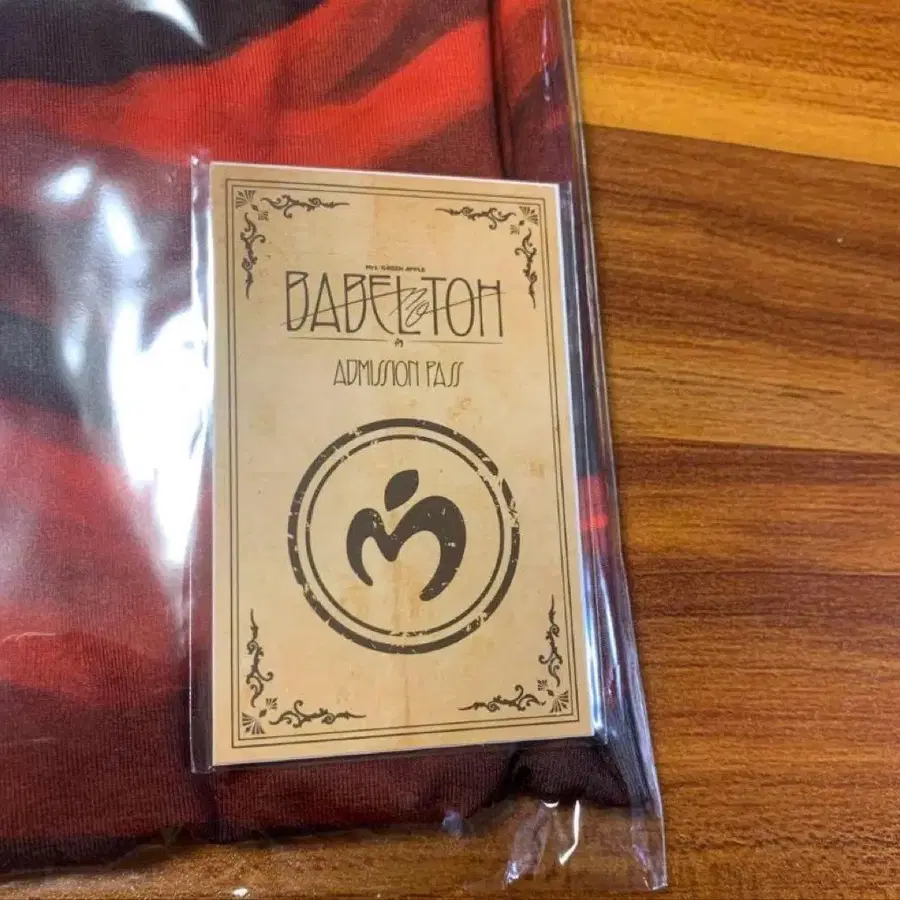 Mrs. GREEN APPLE
BABEL no TOH
ADMISSION PASS